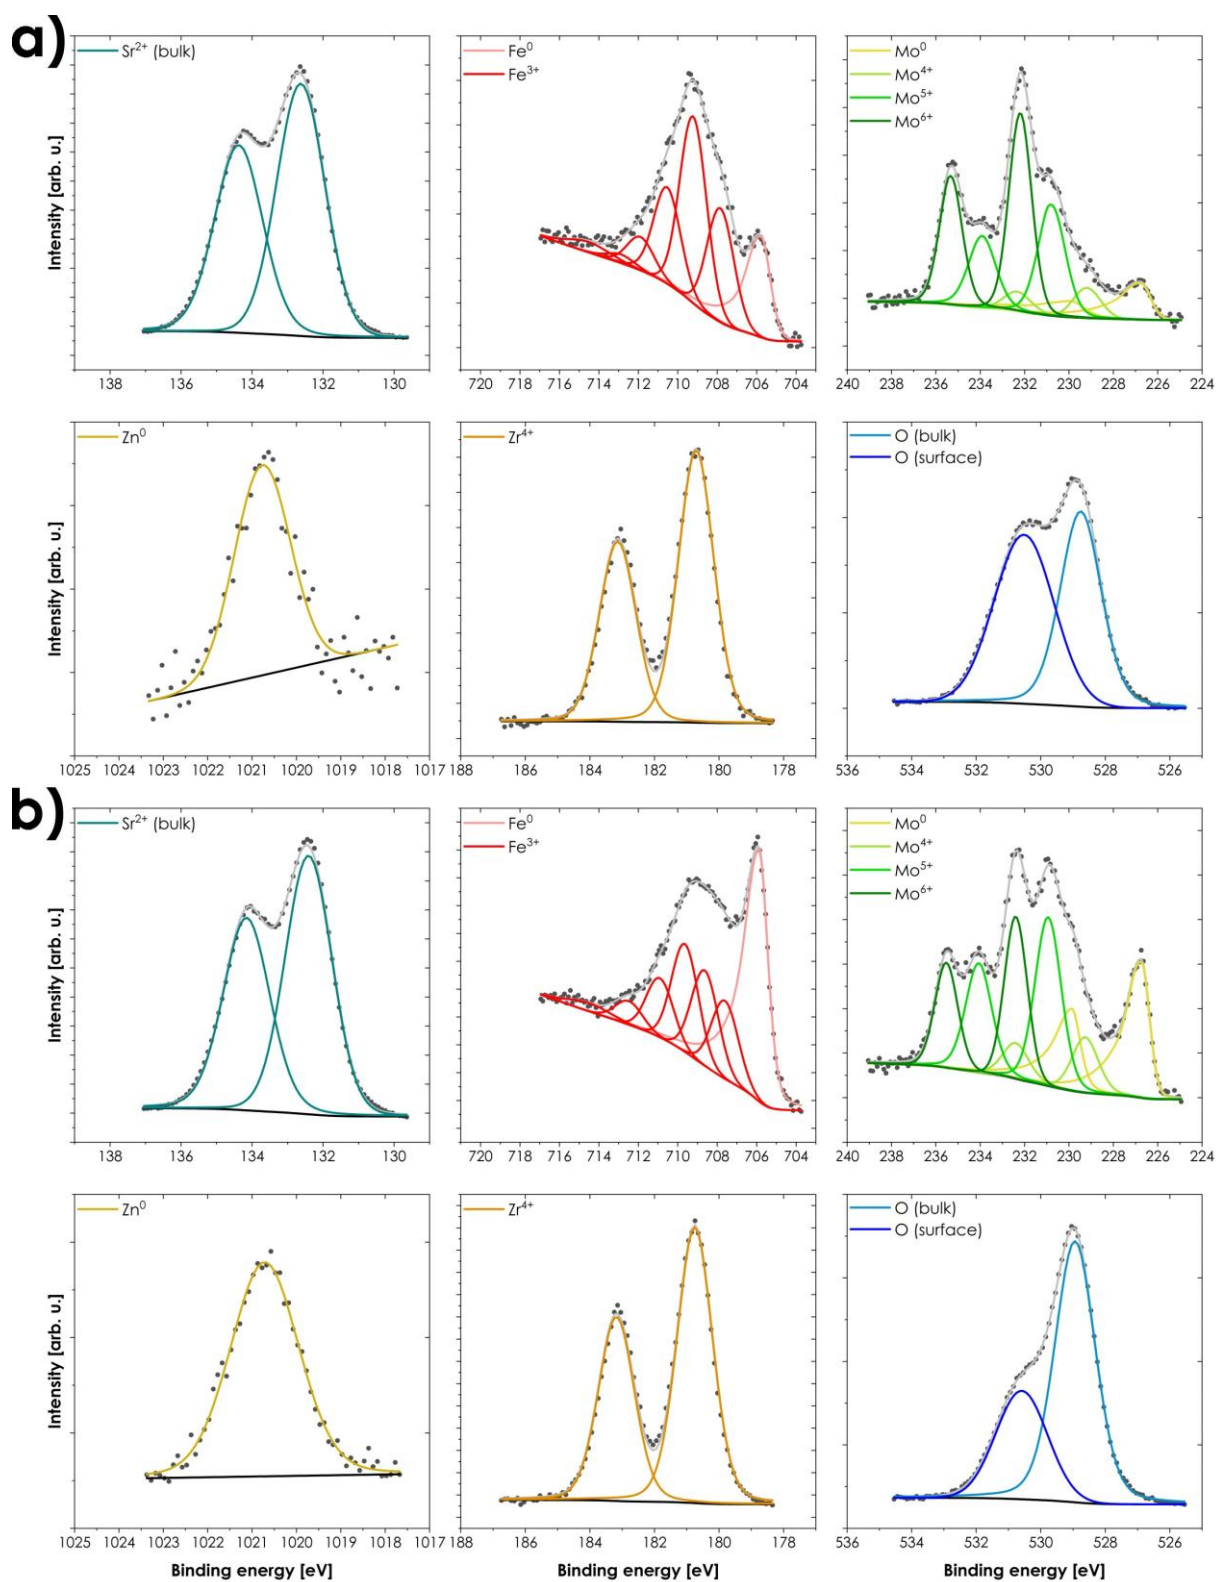 a)
Sr²⁺ (bulk)
Fe⁰
Fe³⁺
Mo⁰
Mo⁴⁺
Mo⁵⁺
Mo⁶⁺
Intensity [arb. u.]
138 136 134 132 130
720 718 716 714 712 710 708 706 704
240 238 236 234 232 230 228 226 224
Zn⁰
Zr⁴⁺
O (bulk)
O (surface)
Intensity [arb. u.]
1025 1024 1023 1022 1021 1020 1019 1018 1017
188 186 184 182 180 178
536 534 532 530 528 526
b)
Sr²⁺ (bulk)
Fe⁰
Fe³⁺
Mo⁰
Mo⁴⁺
Mo⁵⁺
Mo⁶⁺
Intensity [arb. u.]
138 136 134 132 130
720 718 716 714 712 710 708 706 704
240 238 236 234 232 230 228 226 224
Zn⁰
Zr⁴⁺
O (bulk)
O (surface)
Intensity [arb. u.]
1025 1024 1023 1022 1021 1020 1019 1018 1017
188 186 184 182 180 178
536 534 532 530 528 526
Binding energy [eV]
Binding energy [eV]
Binding energy [eV]